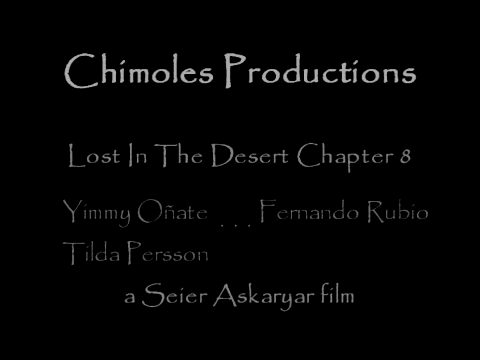 Chimoles Productions
Lost In The Desert Chapter 8
Yimmy Oñate . . . Fernando Rubio
Tilda Persson
a Seier Askaryar film